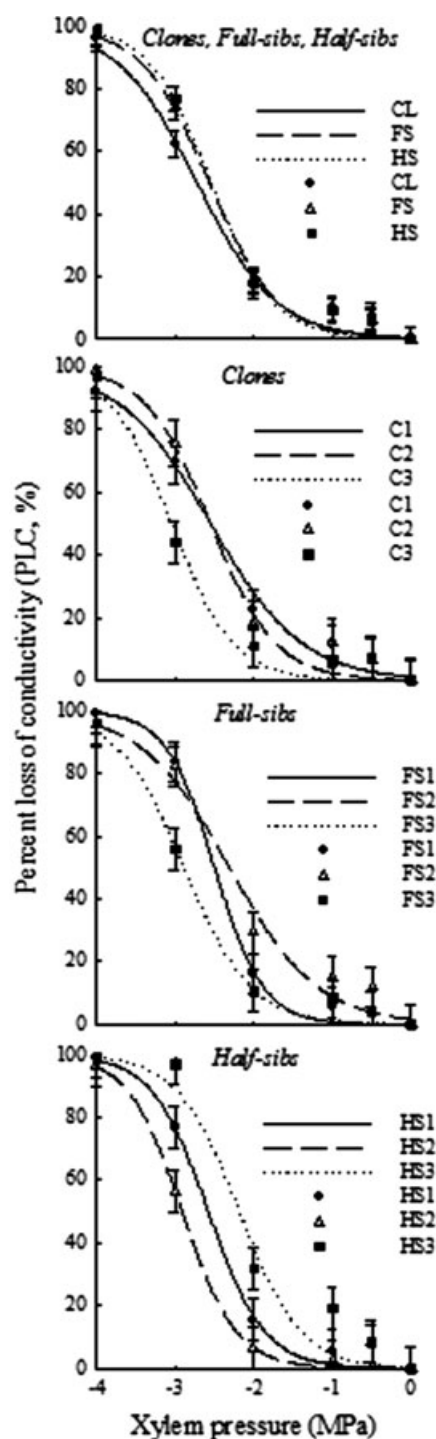 Percent loss of conductivity (PLC, %)
Clones, Full-sibs, Half-sibs
100
80
60
40
20
0
CL
FS
HS
CL
FS
HS
Clones
100
80
60
40
20
0
C1
C2
C3
C1
C2
C3
Full-sibs
100
80
60
40
20
0
FS1
FS2
FS3
FS1
FS2
FS3
Half-sibs
100
80
60
40
20
0
HS1
HS2
HS3
HS1
HS2
HS3
-4 -3 -2 -1 0
Xylem pressure (MPa)